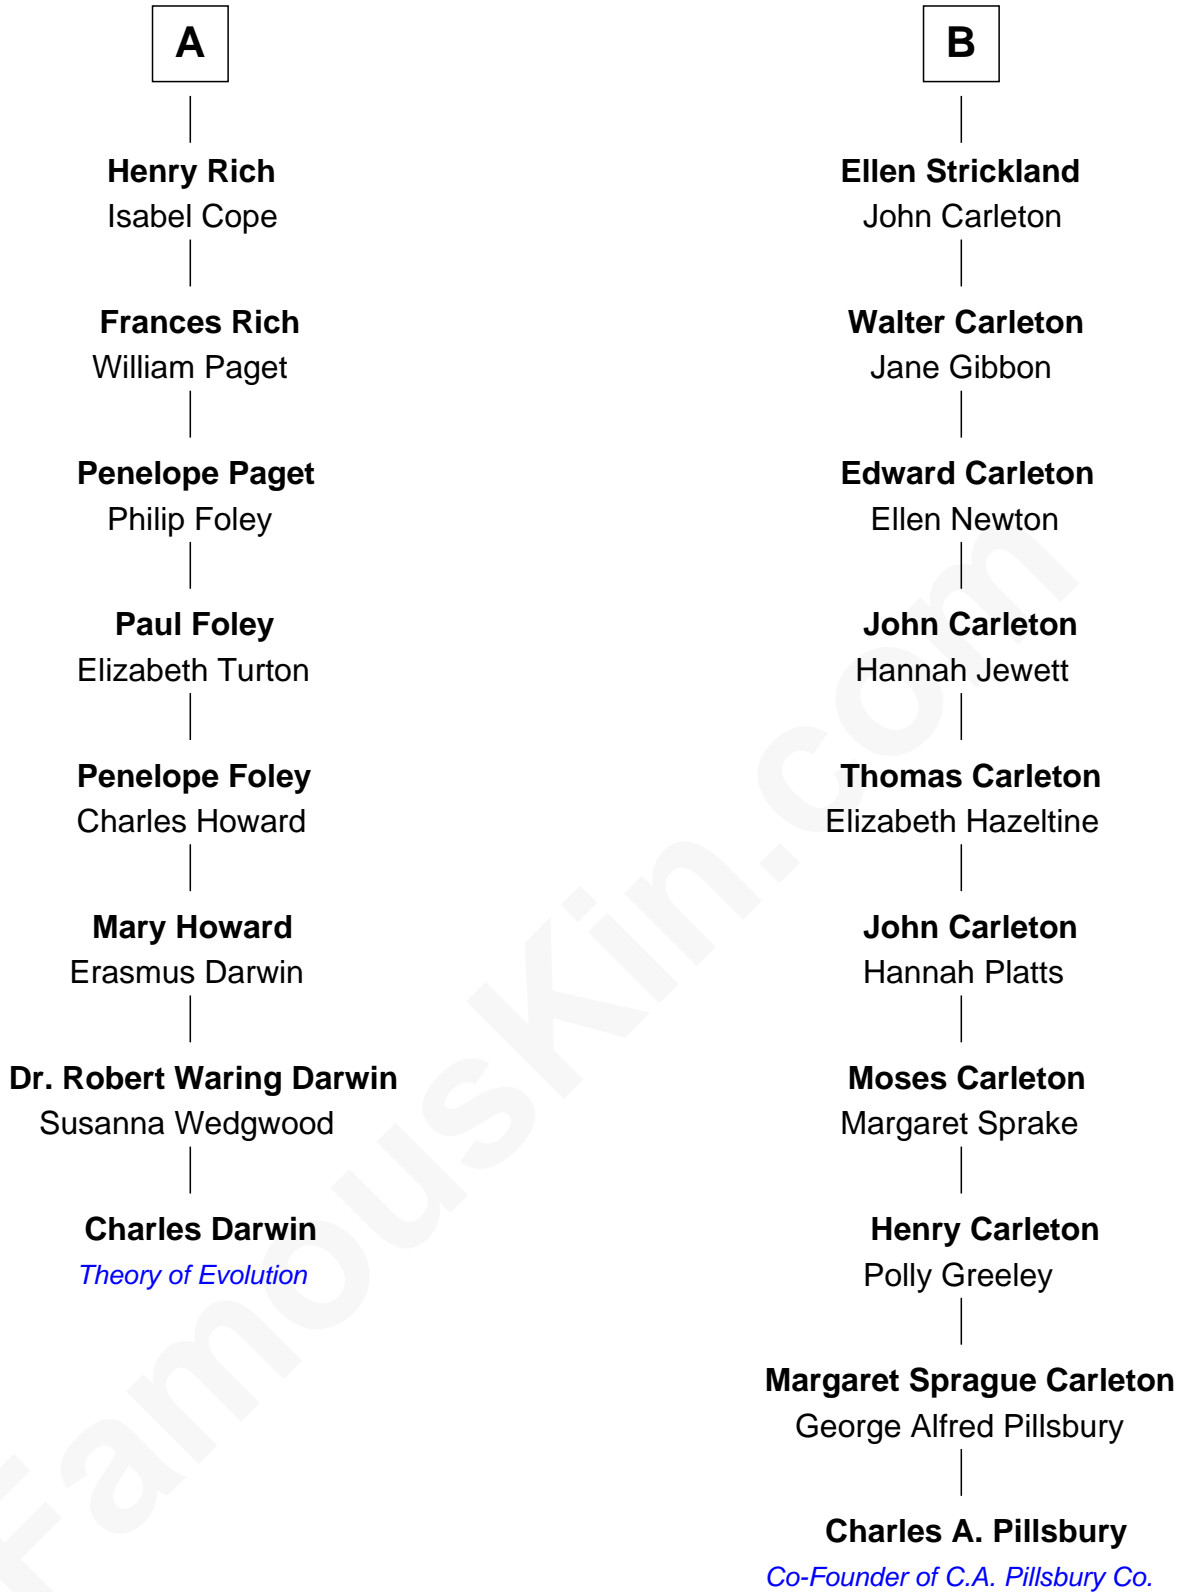 A
Henry Rich
Isabel Cope
Frances Rich
William Paget
Penelope Paget
Philip Foley
Paul Foley
Elizabeth Turton
Penelope Foley
Charles Howard
Mary Howard
Erasmus Darwin
Dr. Robert Waring Darwin
Susanna Wedgwood
Charles Darwin
Theory of Evolution
B
Ellen Strickland
John Carleton
Walter Carleton
Jane Gibbon
Edward Carleton
Ellen Newton
John Carleton
Hannah Jewett
Thomas Carleton
Elizabeth Hazeltine
John Carleton
Hannah Platts
Moses Carleton
Margaret Sprake
Henry Carleton
Polly Greeley
Margaret Sprague Carleton
George Alfred Pillsbury
Charles A. Pillsbury
Co-Founder of C.A. Pillsbury Co.
FamousKin.com